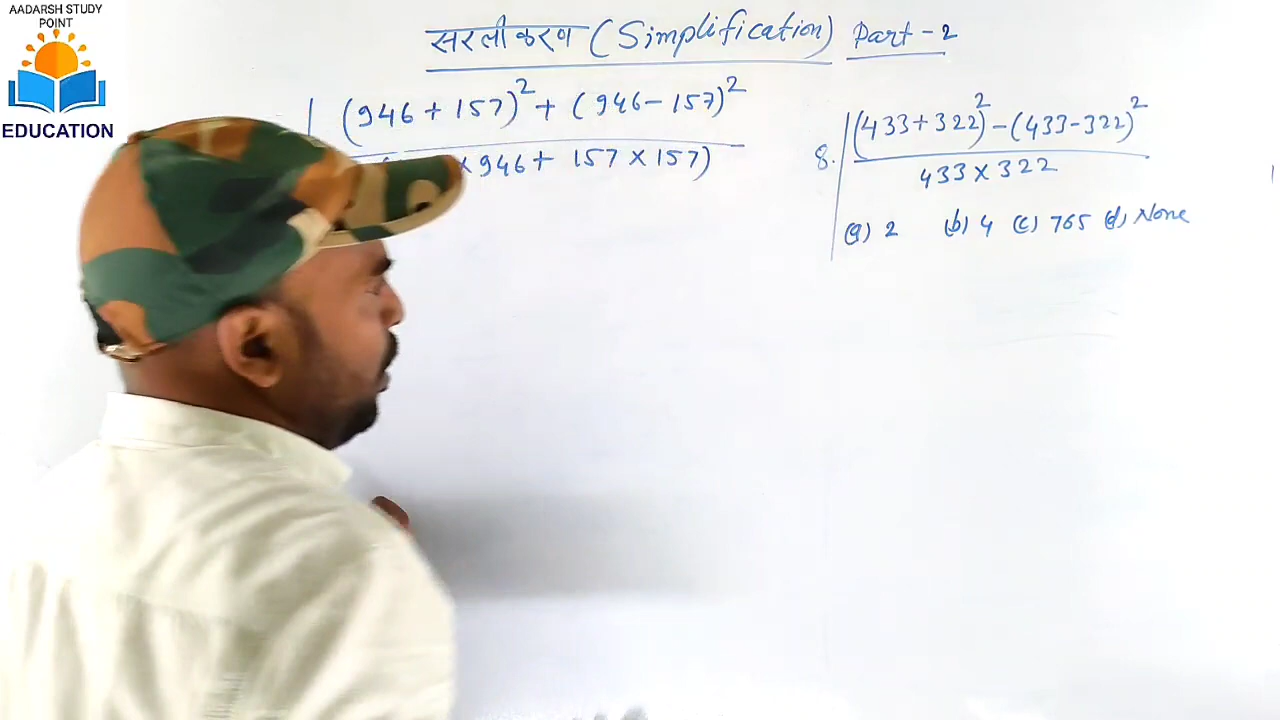 AADARSH STUDY
POINT
EDUCATION
सरलीकरण (Simplification) Part-2
(946+157)²+(946-157)²
×946+ 157×157)
8. (433+322)²-(433-322)²
433×322
(a) 2 (b) 4 (c) 765 (d) None